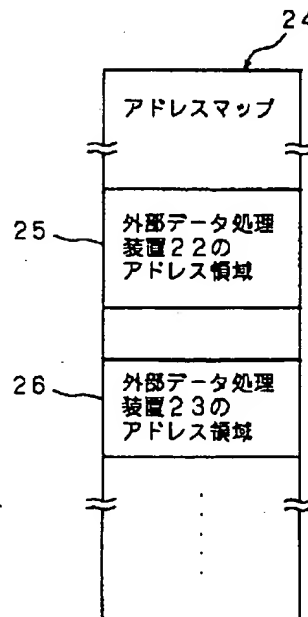 24
アドレスマップ
25
外部データ処理
装置22の
アドレス領域
26
外部データ処理
装置23の
アドレス領域